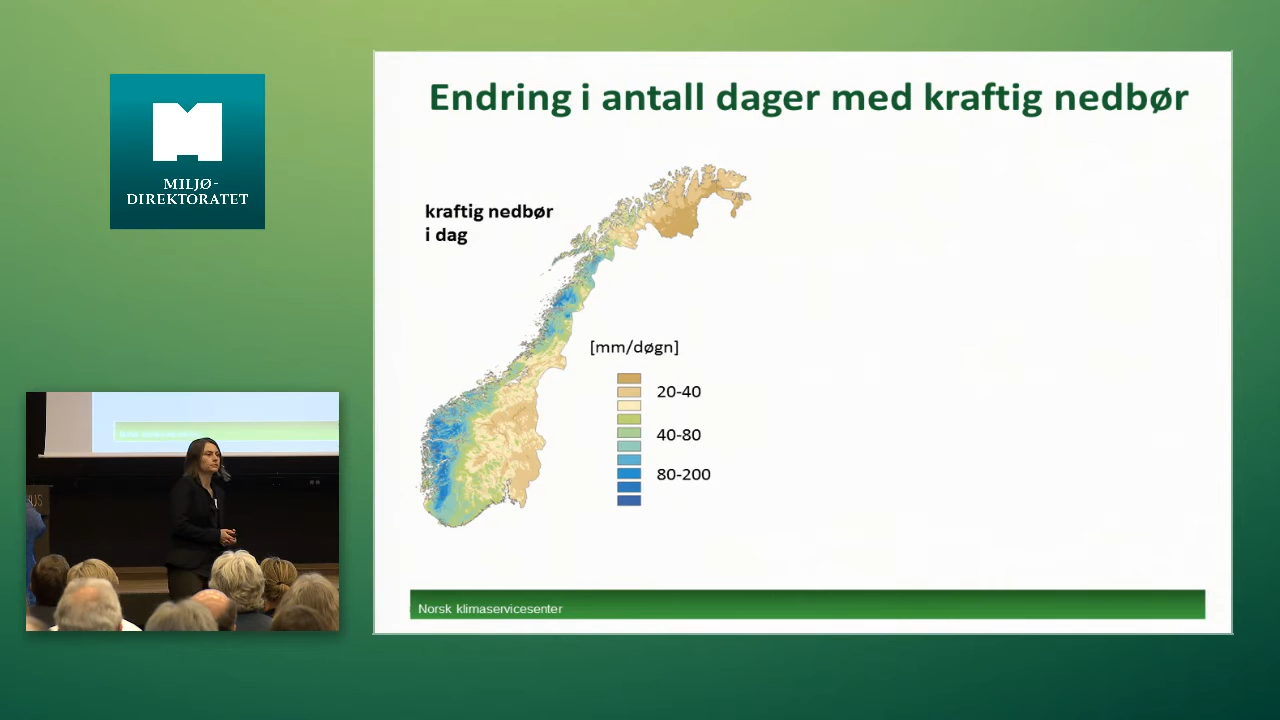 MILJØ-
DIREKTORATET
Endring i antall dager med kraftig nedbør
kraftig nedbør
i dag
[mm/døgn]
20-40
40-80
80-200
Norsk klimaservicesenter